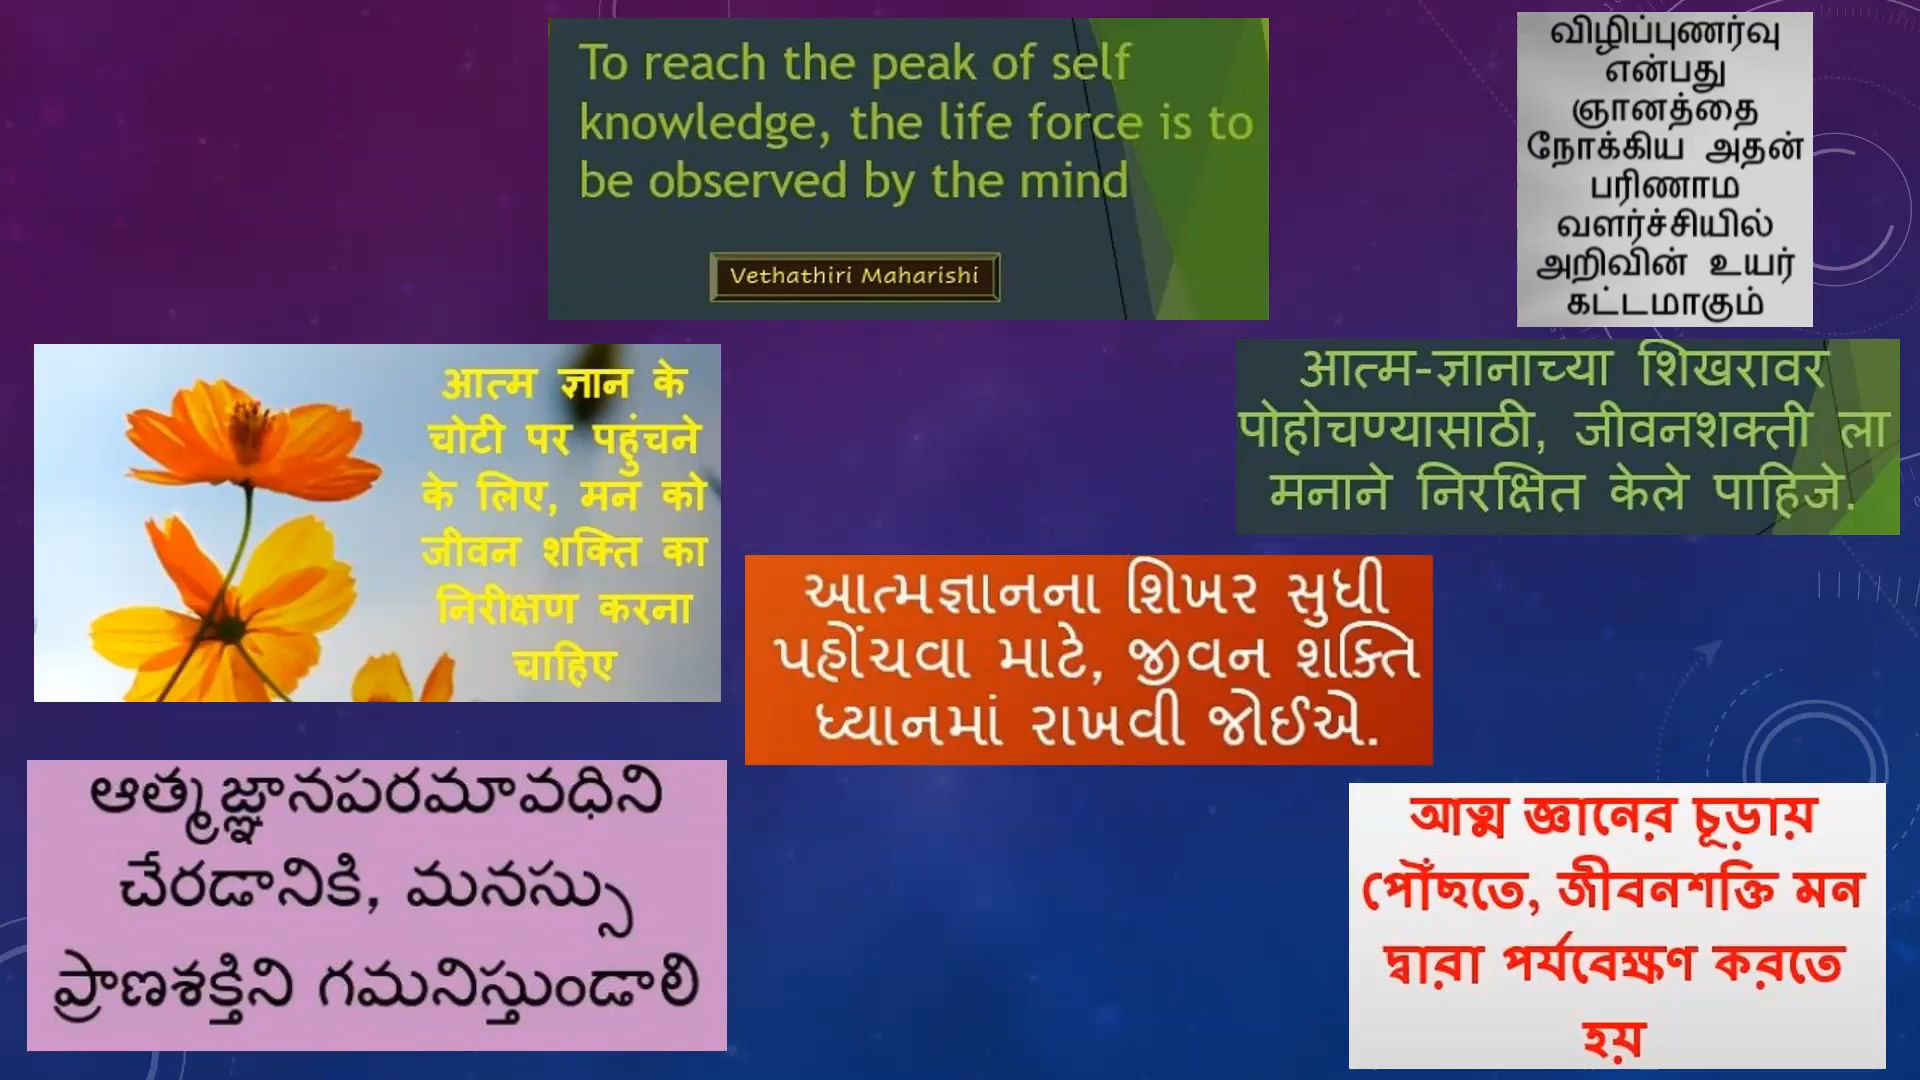 To reach the peak of self
knowledge, the life force is to
be observed by the mind
Vethathiri Maharishi
விழிப்புணர்வு
என்பது
ஞானத்தை
நோக்கிய அதன்
பரிணாம
வளர்ச்சியில்
அறிவின் உயர்
கட்டமாகும்
आत्म ज्ञान के
चोटी पर पहुंचने
के लिए, मन को
जीवन शक्ति का
निरीक्षण करना
चाहिए
आत्म-ज्ञानाच्या शिखरावर
पोहोचण्यासाठी, जीवनशक्ती ला
मनाने निरक्षित केले पाहिजे.
આત્મજ્ઞાનના શિખર સુધી
પહોંચવા માટે, જીવન શક્તિ
ધ્યાનમાં રાખવી જોઈએ.
ఆత్మజ్ఞానపరమావధిని
చేరడానికి, మనస్సు
ప్రాణశక్తిని గమనిస్తుండాలి
আত্ম জ্ঞানের চূড়ায়
পৌঁছতে, জীবনশক্তি মন
দ্বারা পর্যবেক্ষণ করতে
হয়